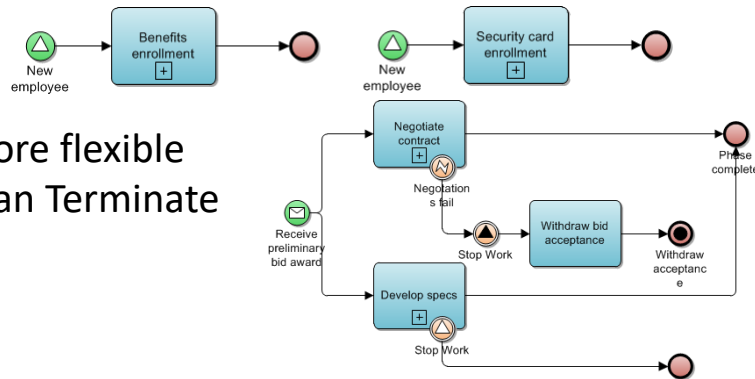 Benefits
enrollment
New
employee
Security card
enrollment
New
employee
ore flexible
an Terminate
Negotiate
contract
Phase
complete
Negotation
s fail
Receive
preliminary
bid award
Stop Work
Withdraw bid
acceptance
Withdraw
acceptanc
e
Develop specs
Stop Work